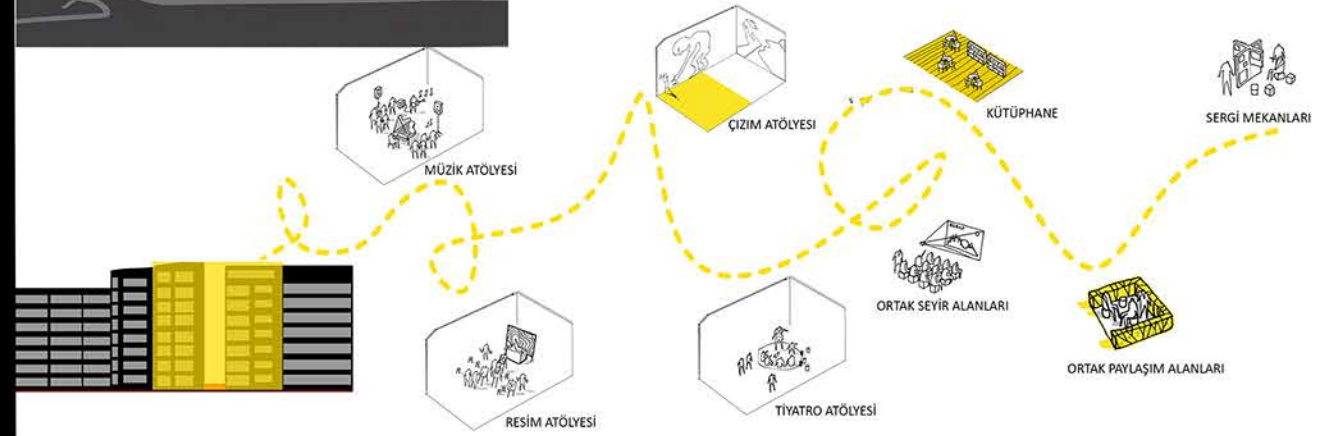 MÜZİK ATÖLYESİ
RESİM ATÖLYESİ
ÇIZIM ATÖLYESI
TİYATRO ATÖLYESİ
KÜTÜPHANE
ORTAK SEYİR ALANLARI
ORTAK PAYLAŞIM ALANLARI
SERGİ MEKANLARI